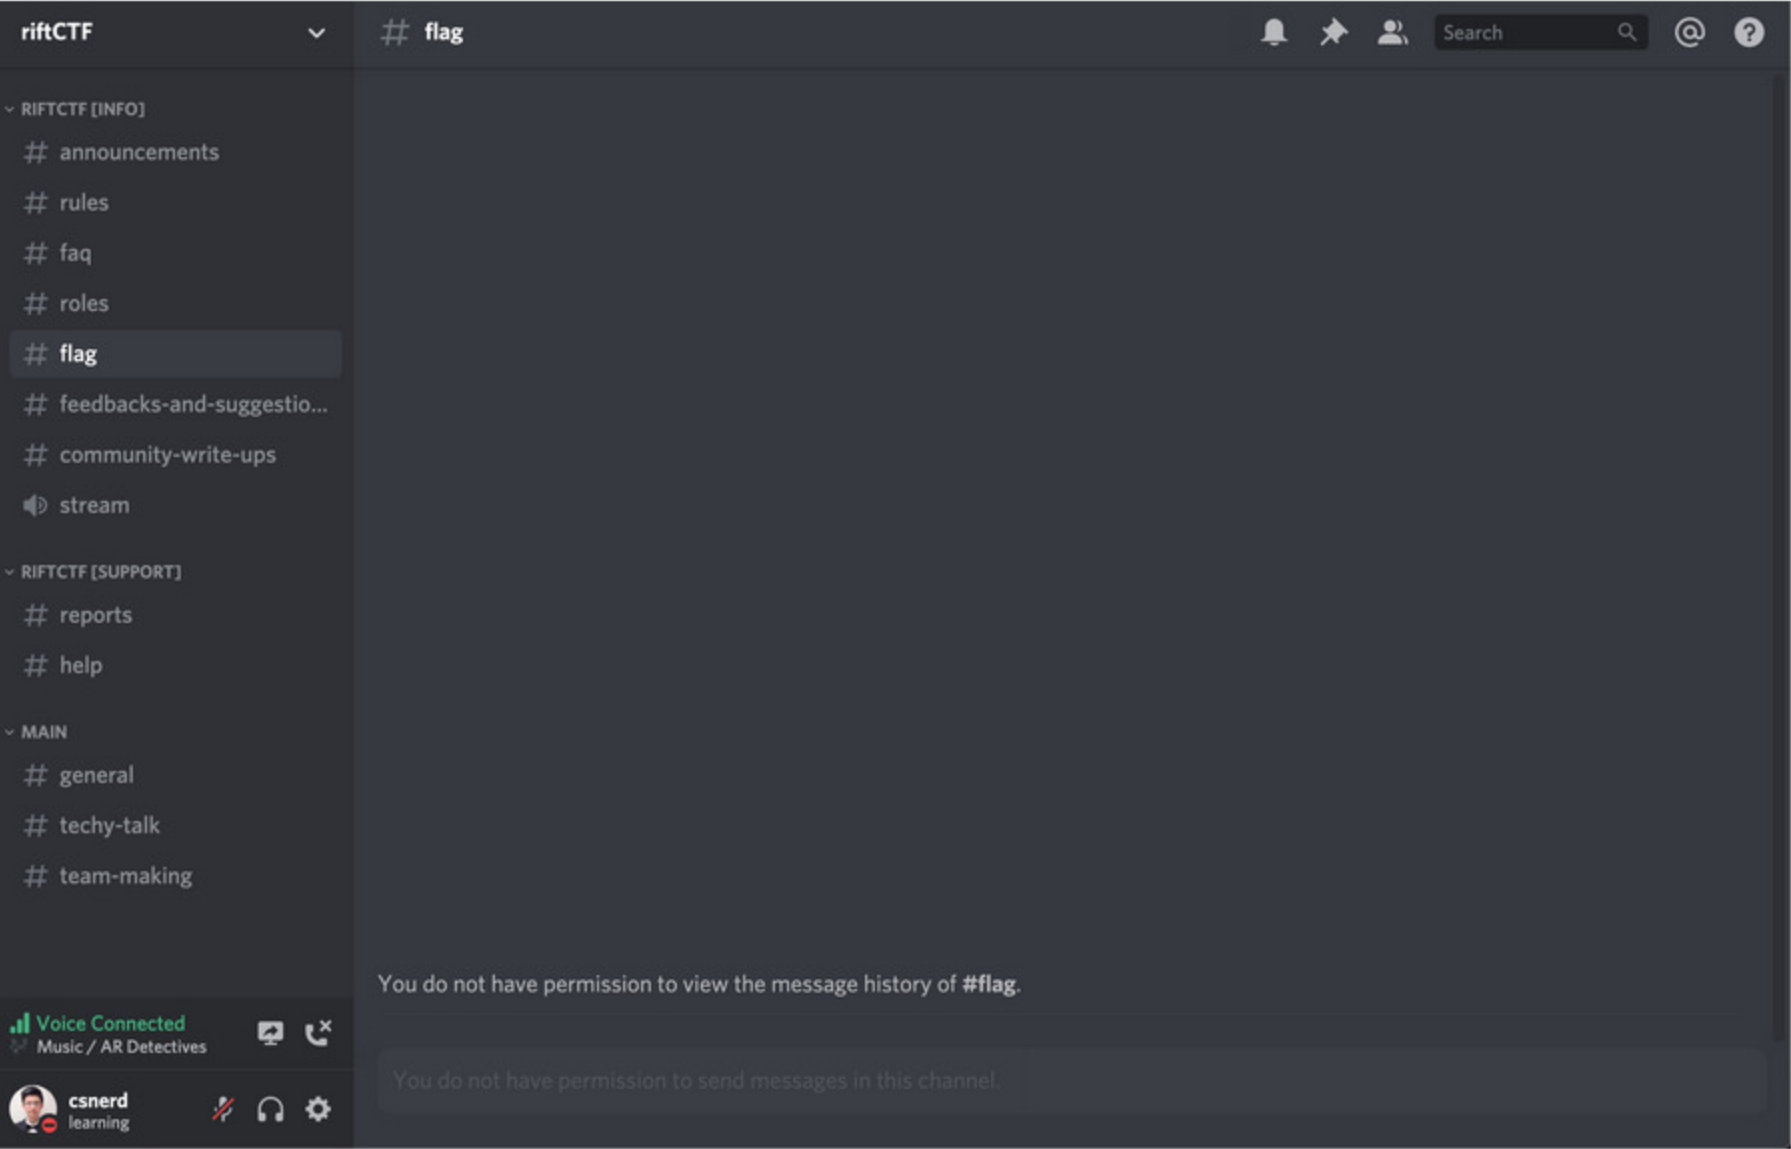 riftCTF
# flag
Search
RIFTCTF [INFO]
# announcements
# rules
# faq
# roles
# flag
# feedbacks-and-suggestio...
# community-write-ups
stream
RIFTCTF [SUPPORT]
# reports
# help
MAIN
# general
# techy-talk
# team-making
You do not have permission to view the message history of #flag.
You do not have permission to send messages in this channel.
Voice Connected
Music / AR Detectives
csnerd
learning